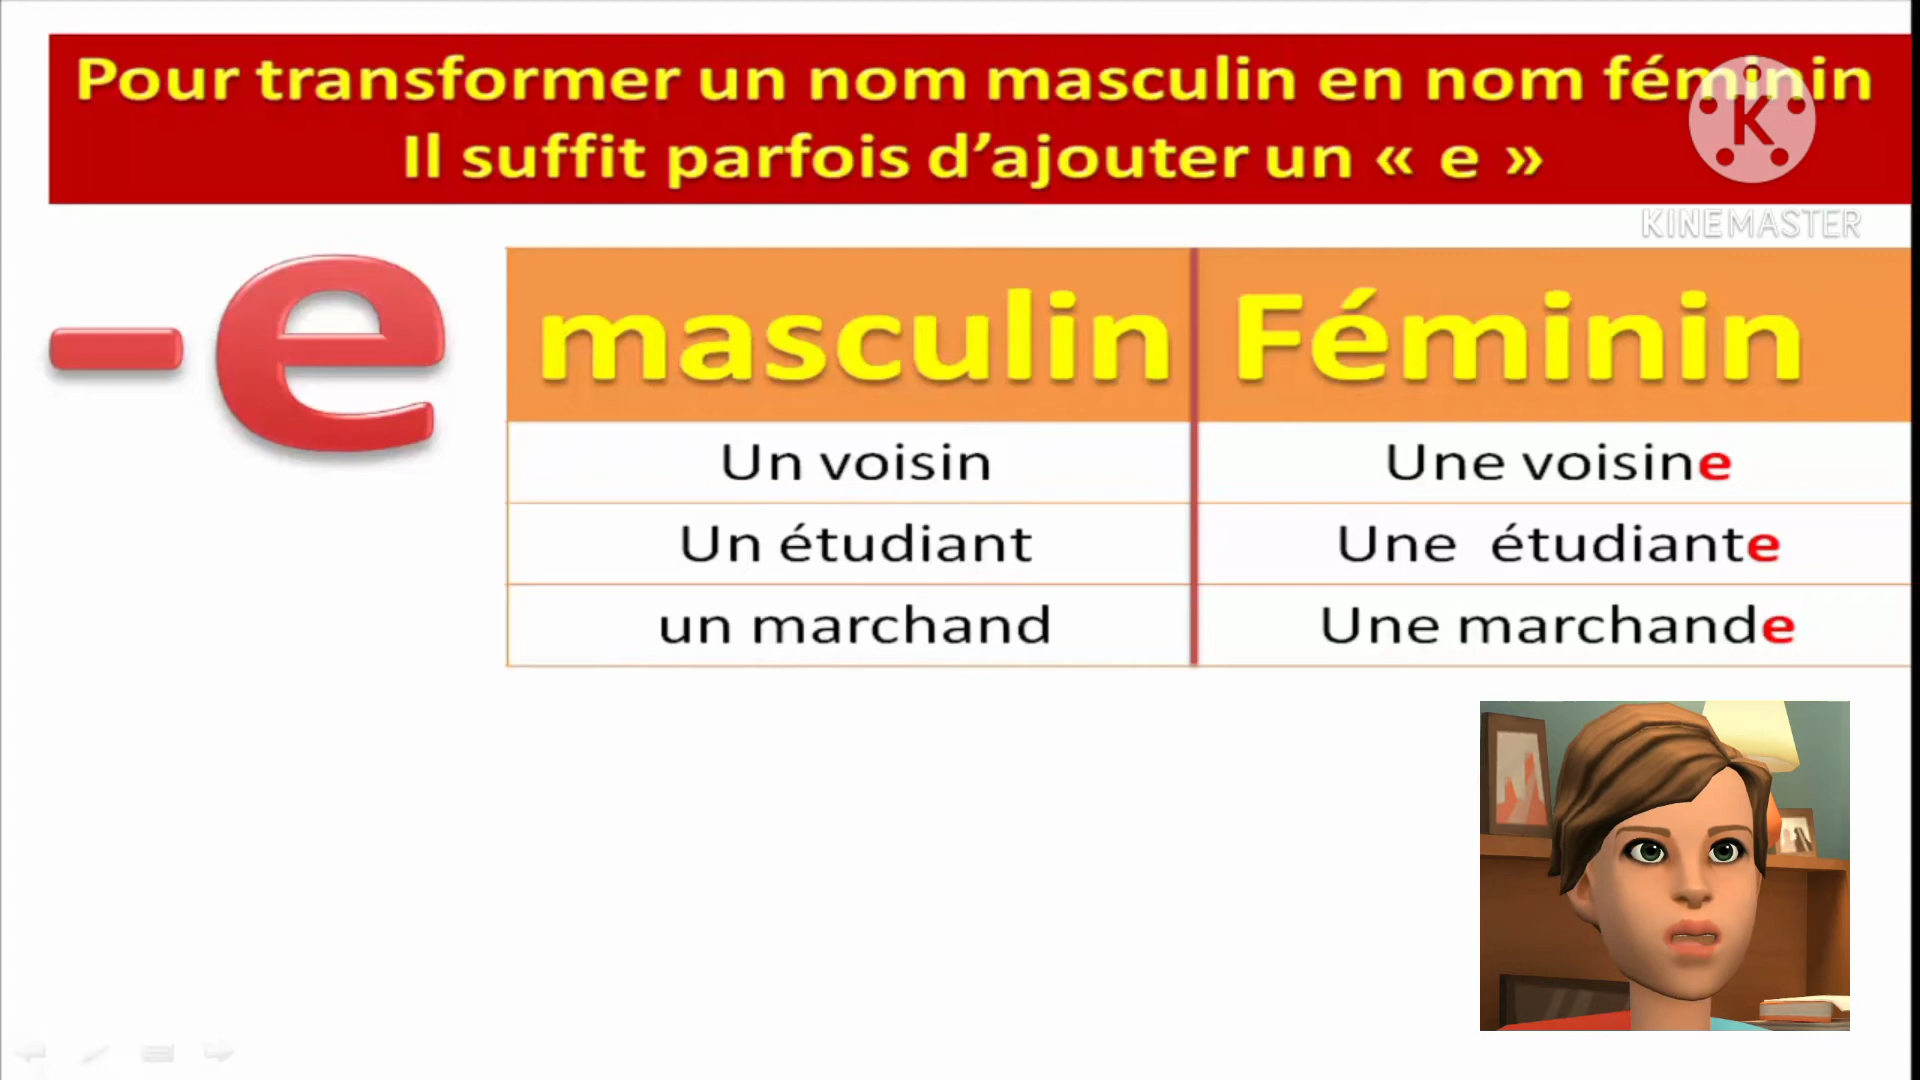 Pour transformer un nom masculin en nom féminin
Il suffit parfois d’ajouter un « e »
K
KINEMASTER
-e
masculin Féminin
Un voisin Une voisine
Un étudiant Une étudiante
un marchand Une marchande